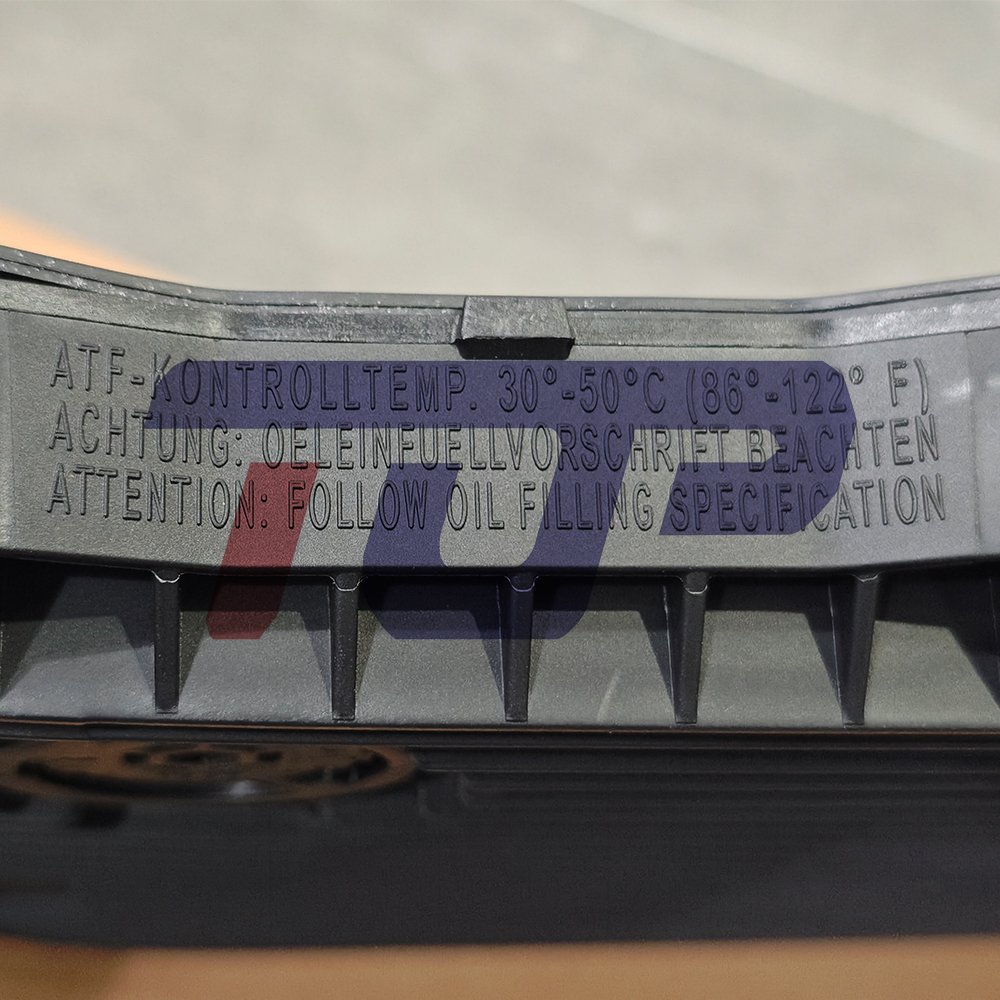 ATF-KONTROLLTEMP. 30°-50°C (86°-122° F)
ACHTUNG: OELEINFUELLVORSCHRIFT BEACHTEN
ATTENTION: FOLLOW OIL FILLING SPECIFICATION